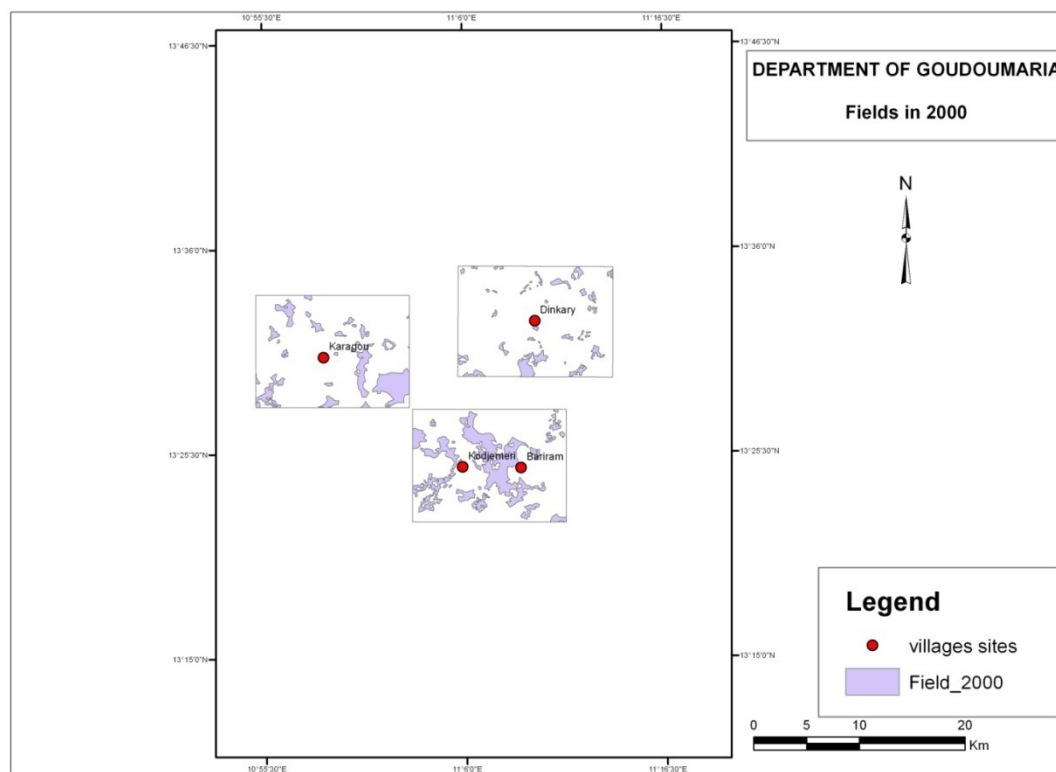 10°55'30"E
11°6'0"E
11°16'30"E
13°46'30"N
13°46'30"N
DEPARTMENT OF GOUDOUMARIA
Fields in 2000
N
13°36'0"N
13°36'0"N
Dinkary
Karagou
13°25'30"N
13°25'30"N
Kodjemeri
Bariram
13°15'0"N
13°15'0"N
Legend
villages sites
Field_2000
0 5 10 20
Km
10°55'30"E
11°6'0"E
11°16'30"E